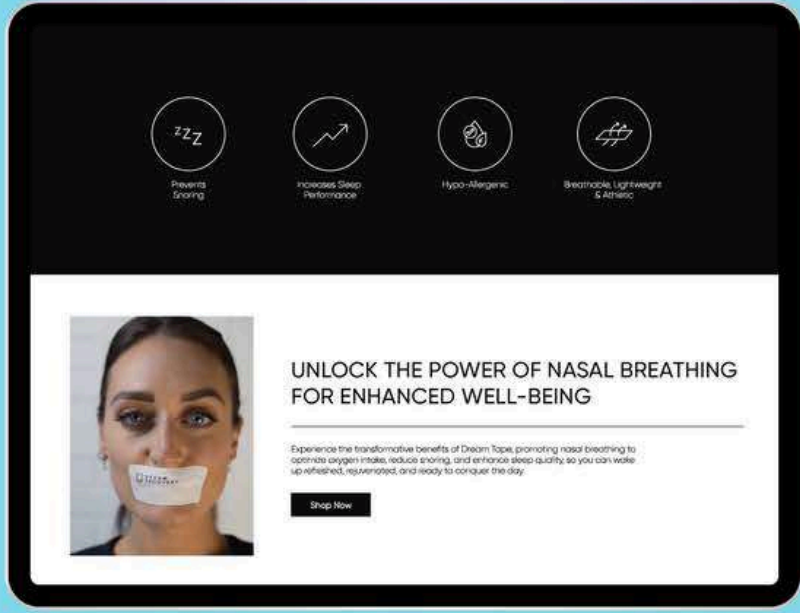 zzZ
Prevents
Snoring
Increases Sleep
Performance
Hypo-Allergenic
Breathable, Lightweight
& Athletic
UNLOCK THE POWER OF NASAL BREATHING
FOR ENHANCED WELL-BEING
Experience the transformative benefits of Dream Tape, promoting nasal breathing to
optimize oxygen intake, reduce snoring, and enhance sleep quality, so you can wake
up refreshed, rejuvenated, and ready to conquer the day.
Shop Now